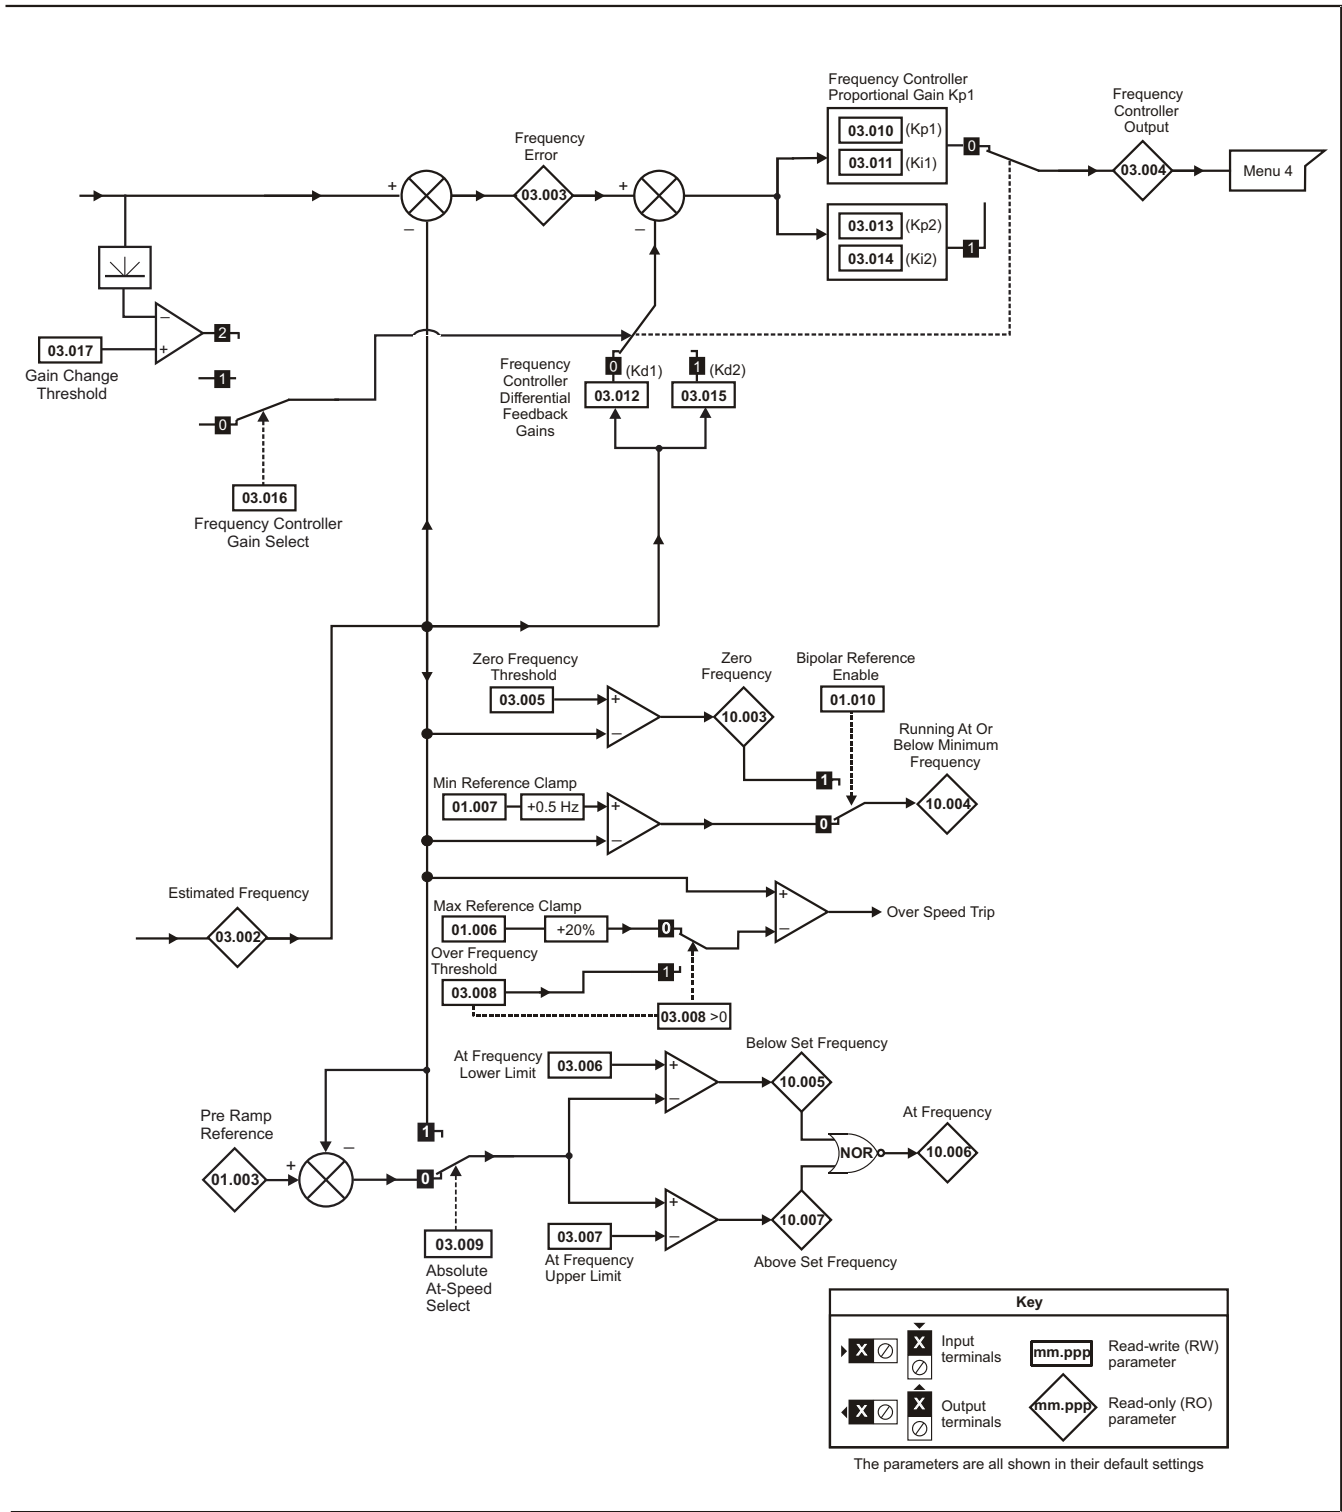 Frequency Controller
Proportional Gain Kp1
03.010 (Kp1)
03.011 (Ki1)
0
Frequency
Controller
Output
03.004
Menu 4
Frequency
Error
+
03.003
+
−
−
03.013 (Kp2)
03.014 (Ki2)
1
−
+
2
03.017
Gain Change
Threshold
1
0
03.016
Frequency Controller
Gain Select
Frequency
Controller
Differential
Feedback
Gains
0 (Kd1)
03.012
1 (Kd2)
03.015
Zero Frequency
Threshold
03.005
+
−
Zero
Frequency
10.003
Bipolar Reference
Enable
01.010
Running At Or
Below Minimum
Frequency
10.004
1
0
Min Reference Clamp
01.007
+0.5 Hz
+
−
Estimated Frequency
03.002
Max Reference Clamp
01.006
+20%
0
Over Frequency
Threshold
03.008
1
03.008 >0
+
−
Over Speed Trip
At Frequency
Lower Limit
03.006
+
−
Below Set Frequency
10.005
Pre Ramp
Reference
01.003
+
−
1
0
03.009
Absolute
At-Speed
Select
NOR
At Frequency
10.006
03.007
At Frequency
Upper Limit
+
−
10.007
Above Set Frequency
Key
X
X
Input
terminals
mm.ppp
Read-write (RW)
parameter
X
X
Output
terminals
mm.ppp
Read-only (RO)
parameter
The parameters are all shown in their default settings